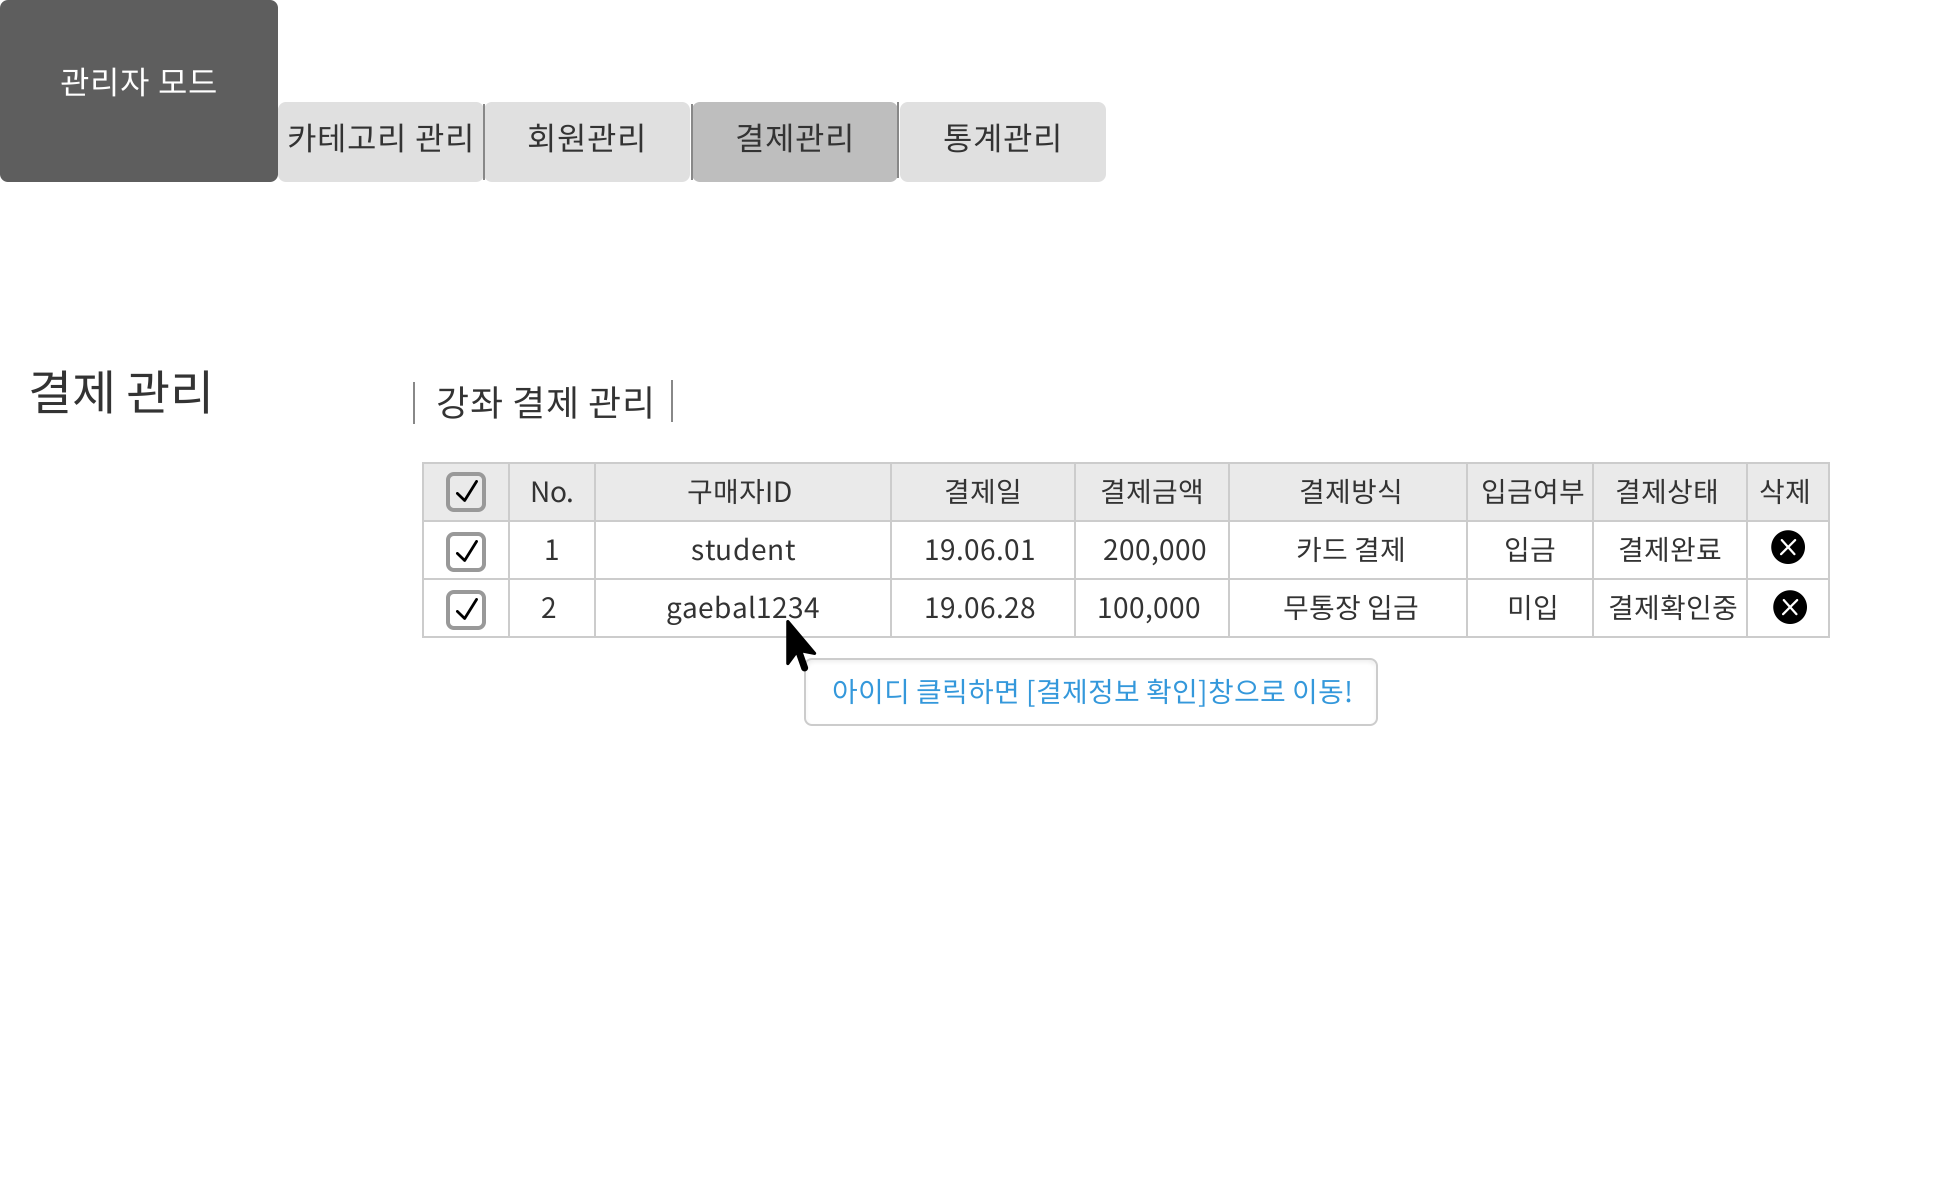 관리자 모드
카테고리 관리 회원관리 결제관리 통계관리
결제 관리
강좌 결제 관리
No. 구매자ID 결제일 결제금액 결제방식 입금여부 결제상태 삭제
1 student 19.06.01 200,000 카드 결제 입금 결제완료
2 gaebal1234 19.06.28 100,000 무통장 입금 미입 결제확인중
아이디 클릭하면 [결제정보 확인]창으로 이동!